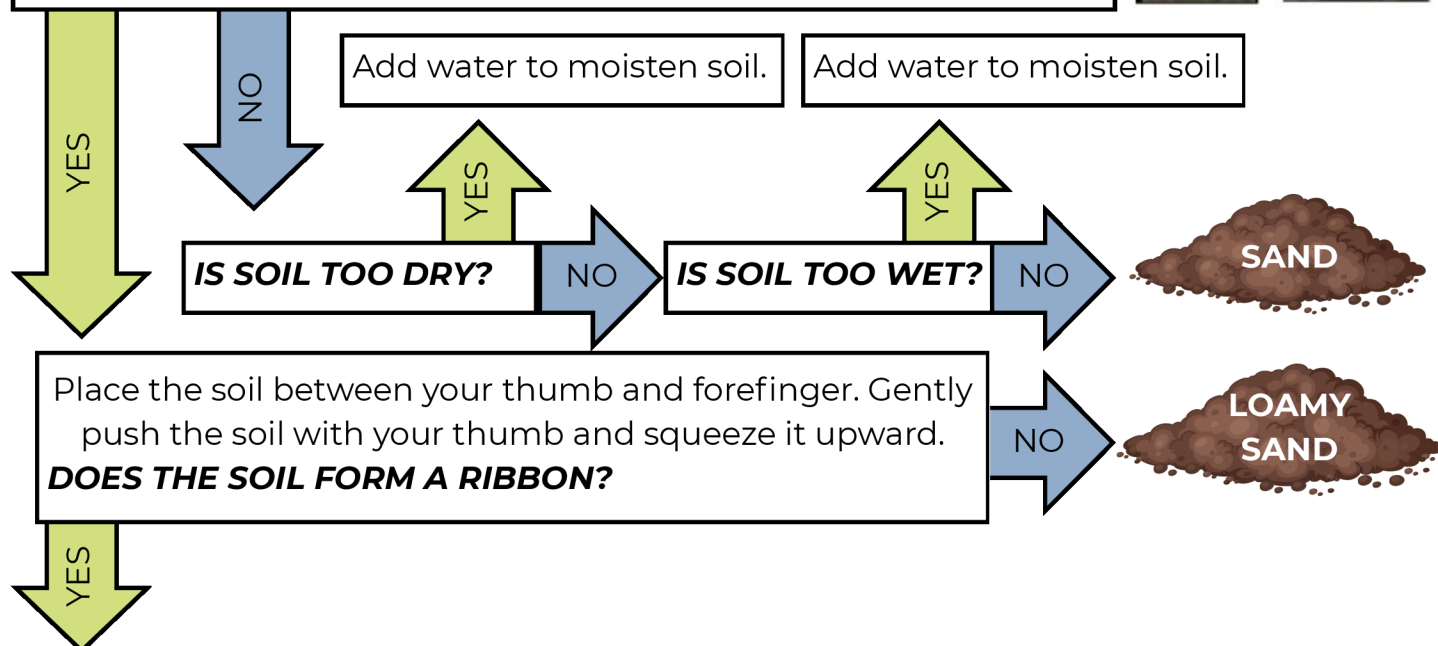 Add water to moisten soil.
Add water to moisten soil.
YES
NO
YES
YES
IS SOIL TOO DRY?
NO
IS SOIL TOO WET?
NO
SAND
Place the soil between your thumb and forefinger. Gently
push the soil with your thumb and squeeze it upward.
DOES THE SOIL FORM A RIBBON?
NO
LOAMY
SAND
YES